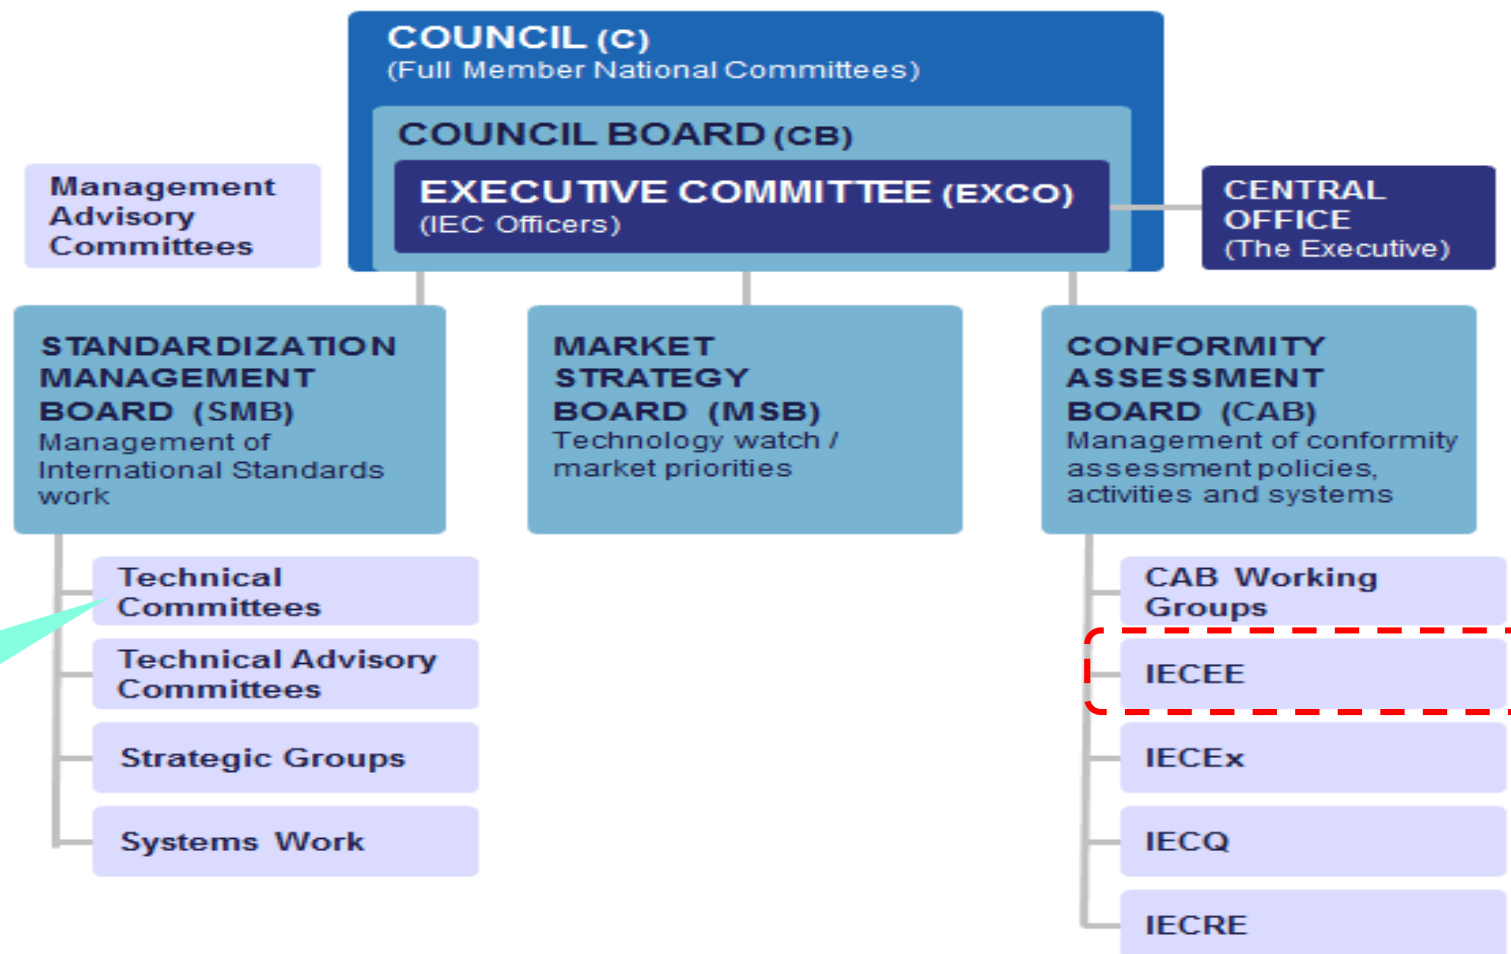 COUNCIL (C)
(Full Member National Committees)
COUNCIL BOARD (CB)
EXECUTIVE COMMITTEE (EXCO)
(IEC Officers)
Management
Advisory
Committees
CENTRAL
OFFICE
(The Executive)
STANDARDIZATION
MANAGEMENT
BOARD (SMB)
Management of
International Standards
work
MARKET
STRATEGY
BOARD (MSB)
Technology watch /
market priorities
CONFORMITY
ASSESSMENT
BOARD (CAB)
Management of conformity
assessment policies,
activities and systems
Technical
Committees
Technical Advisory
Committees
Strategic Groups
Systems Work
CAB Working
Groups
IECEE
IECEx
IECQ
IECRE